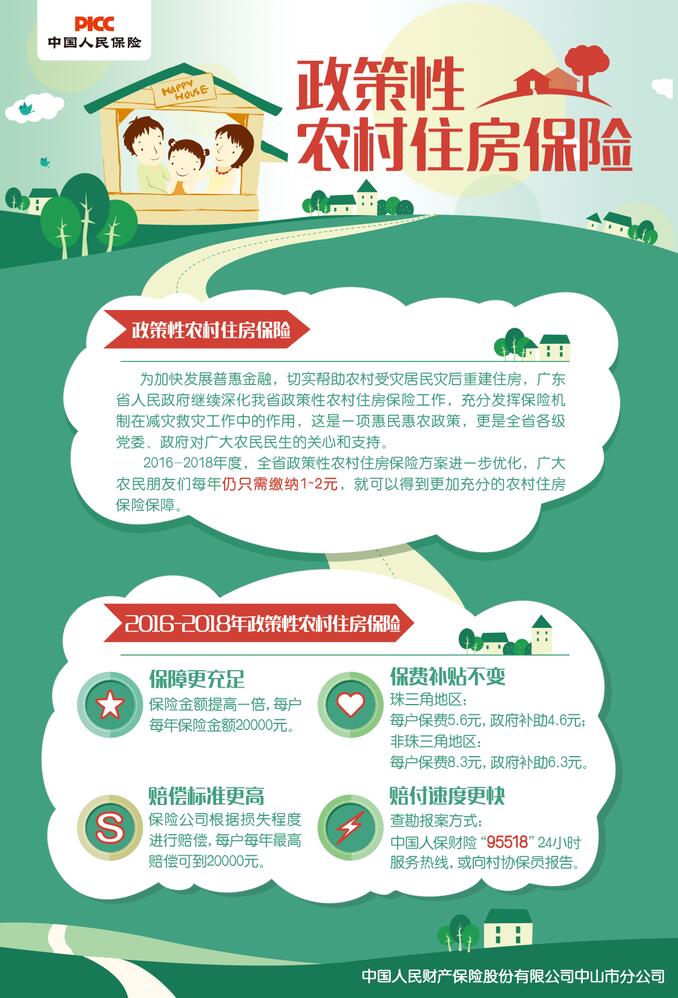 PICC
中国人民保险
HAPPY
HOUSE
政策性
农村住房保险
政策性农村住房保险
为加快发展普惠金融，切实帮助农村受灾居民灾后重建住房，广东
省人民政府继续深化我省政策性农村住房保险工作，充分发挥保险机
制在减灾救灾工作中的作用，这是一项惠民惠农政策，更是全省各级
党委、政府对广大农民民生的关心和支持。
2016-2018年度，全省政策性农村住房保险方案进一步优化，广大
农民朋友们每年仍只需缴纳1~2元，就可以得到更加充分的农村住房
保险保障。
2016-2018年政策性农村住房保险
保障更充足
保险金额提高一倍，每户
每年保险金额20000元。
保费补贴不变
珠三角地区：
每户保费5.6元，政府补助4.6元；
非珠三角地区：
每户保费8.3元，政府补助6.3元。
S
赔偿标准更高
保险公司根据损失程度
进行赔偿，每户每年最高
赔偿可到20000元。
赔付速度更快
查勘报案方式：
中国人保财险“95518”24小时
服务热线，或向村协保员报告。
中国人民财产保险股份有限公司中山市分公司